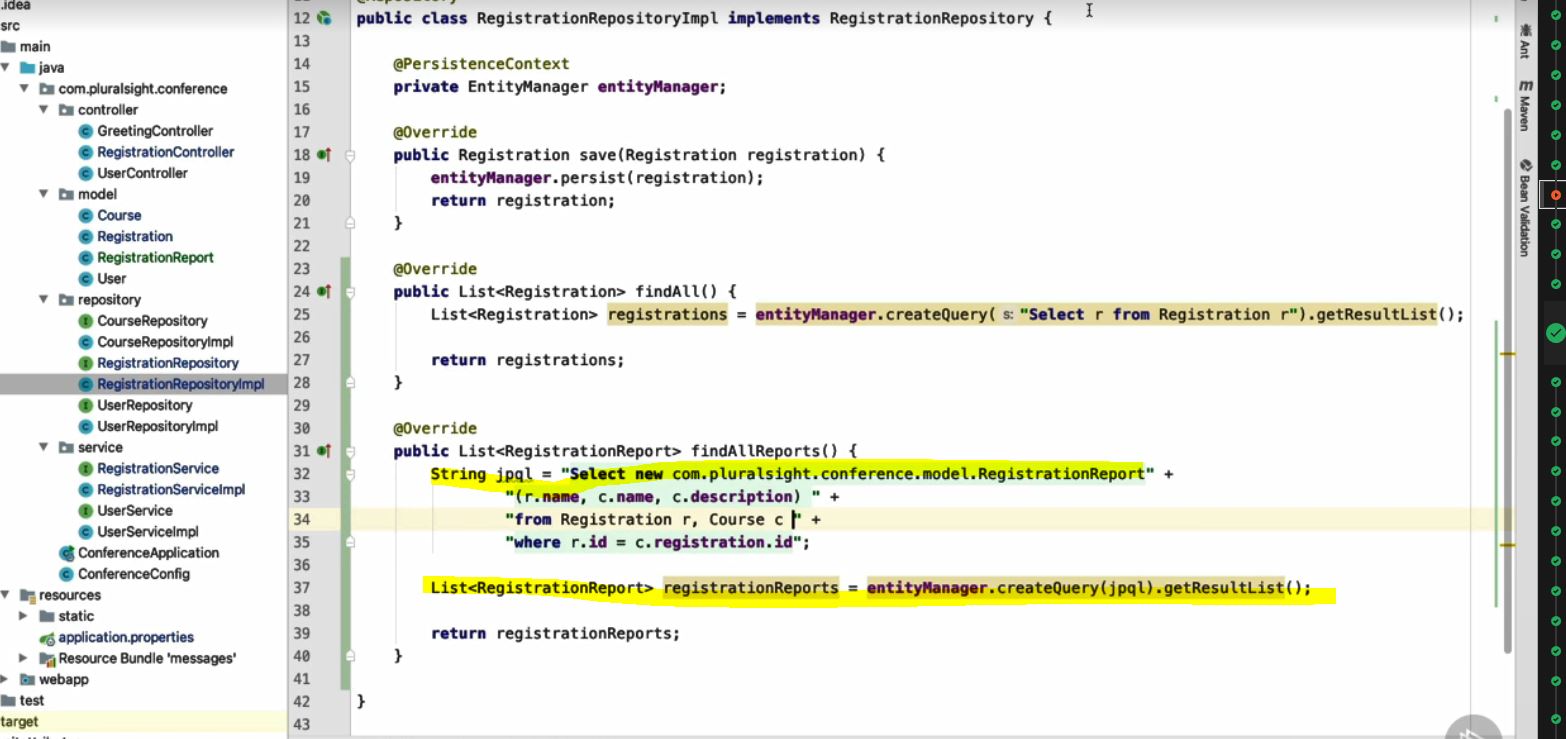 .idea
src
main
java
com.pluralsight.conference
controller
GreetingController
RegistrationController
UserController
model
Course
Registration
RegistrationReport
User
repository
CourseRepository
CourseRepositoryImpl
RegistrationRepository
RegistrationRepositoryImpl
UserRepository
UserRepositoryImpl
service
RegistrationService
RegistrationServiceImpl
UserService
UserServiceImpl
ConferenceApplication
ConferenceConfig
resources
static
application.properties
Resource Bundle 'messages'
webapp
test
target
12 public class RegistrationRepositoryImpl implements RegistrationRepository {
13
14 @PersistenceContext
15 private EntityManager entityManager;
16
17 @Override
18 public Registration save(Registration registration) {
19 entityManager.persist(registration);
20 return registration;
21 }
22
23 @Override
24 public List<Registration> findAll() {
25 List<Registration> registrations = entityManager.createQuery( s: "Select r from Registration r").getResultList();
26
27 return registrations;
28 }
29
30 @Override
31 public List<RegistrationReport> findAllReports() {
32 String jpql = "Select new com.pluralsight.conference.model.RegistrationReport" +
33 "(r.name, c.name, c.description) " +
34 "from Registration r, Course c " +
35 "where r.id = c.registration.id";
36
37 List<RegistrationReport> registrationReports = entityManager.createQuery(jpql).getResultList();
38
39 return registrationReports;
40 }
41
42 }
43
Ant
Maven
Bean Validation